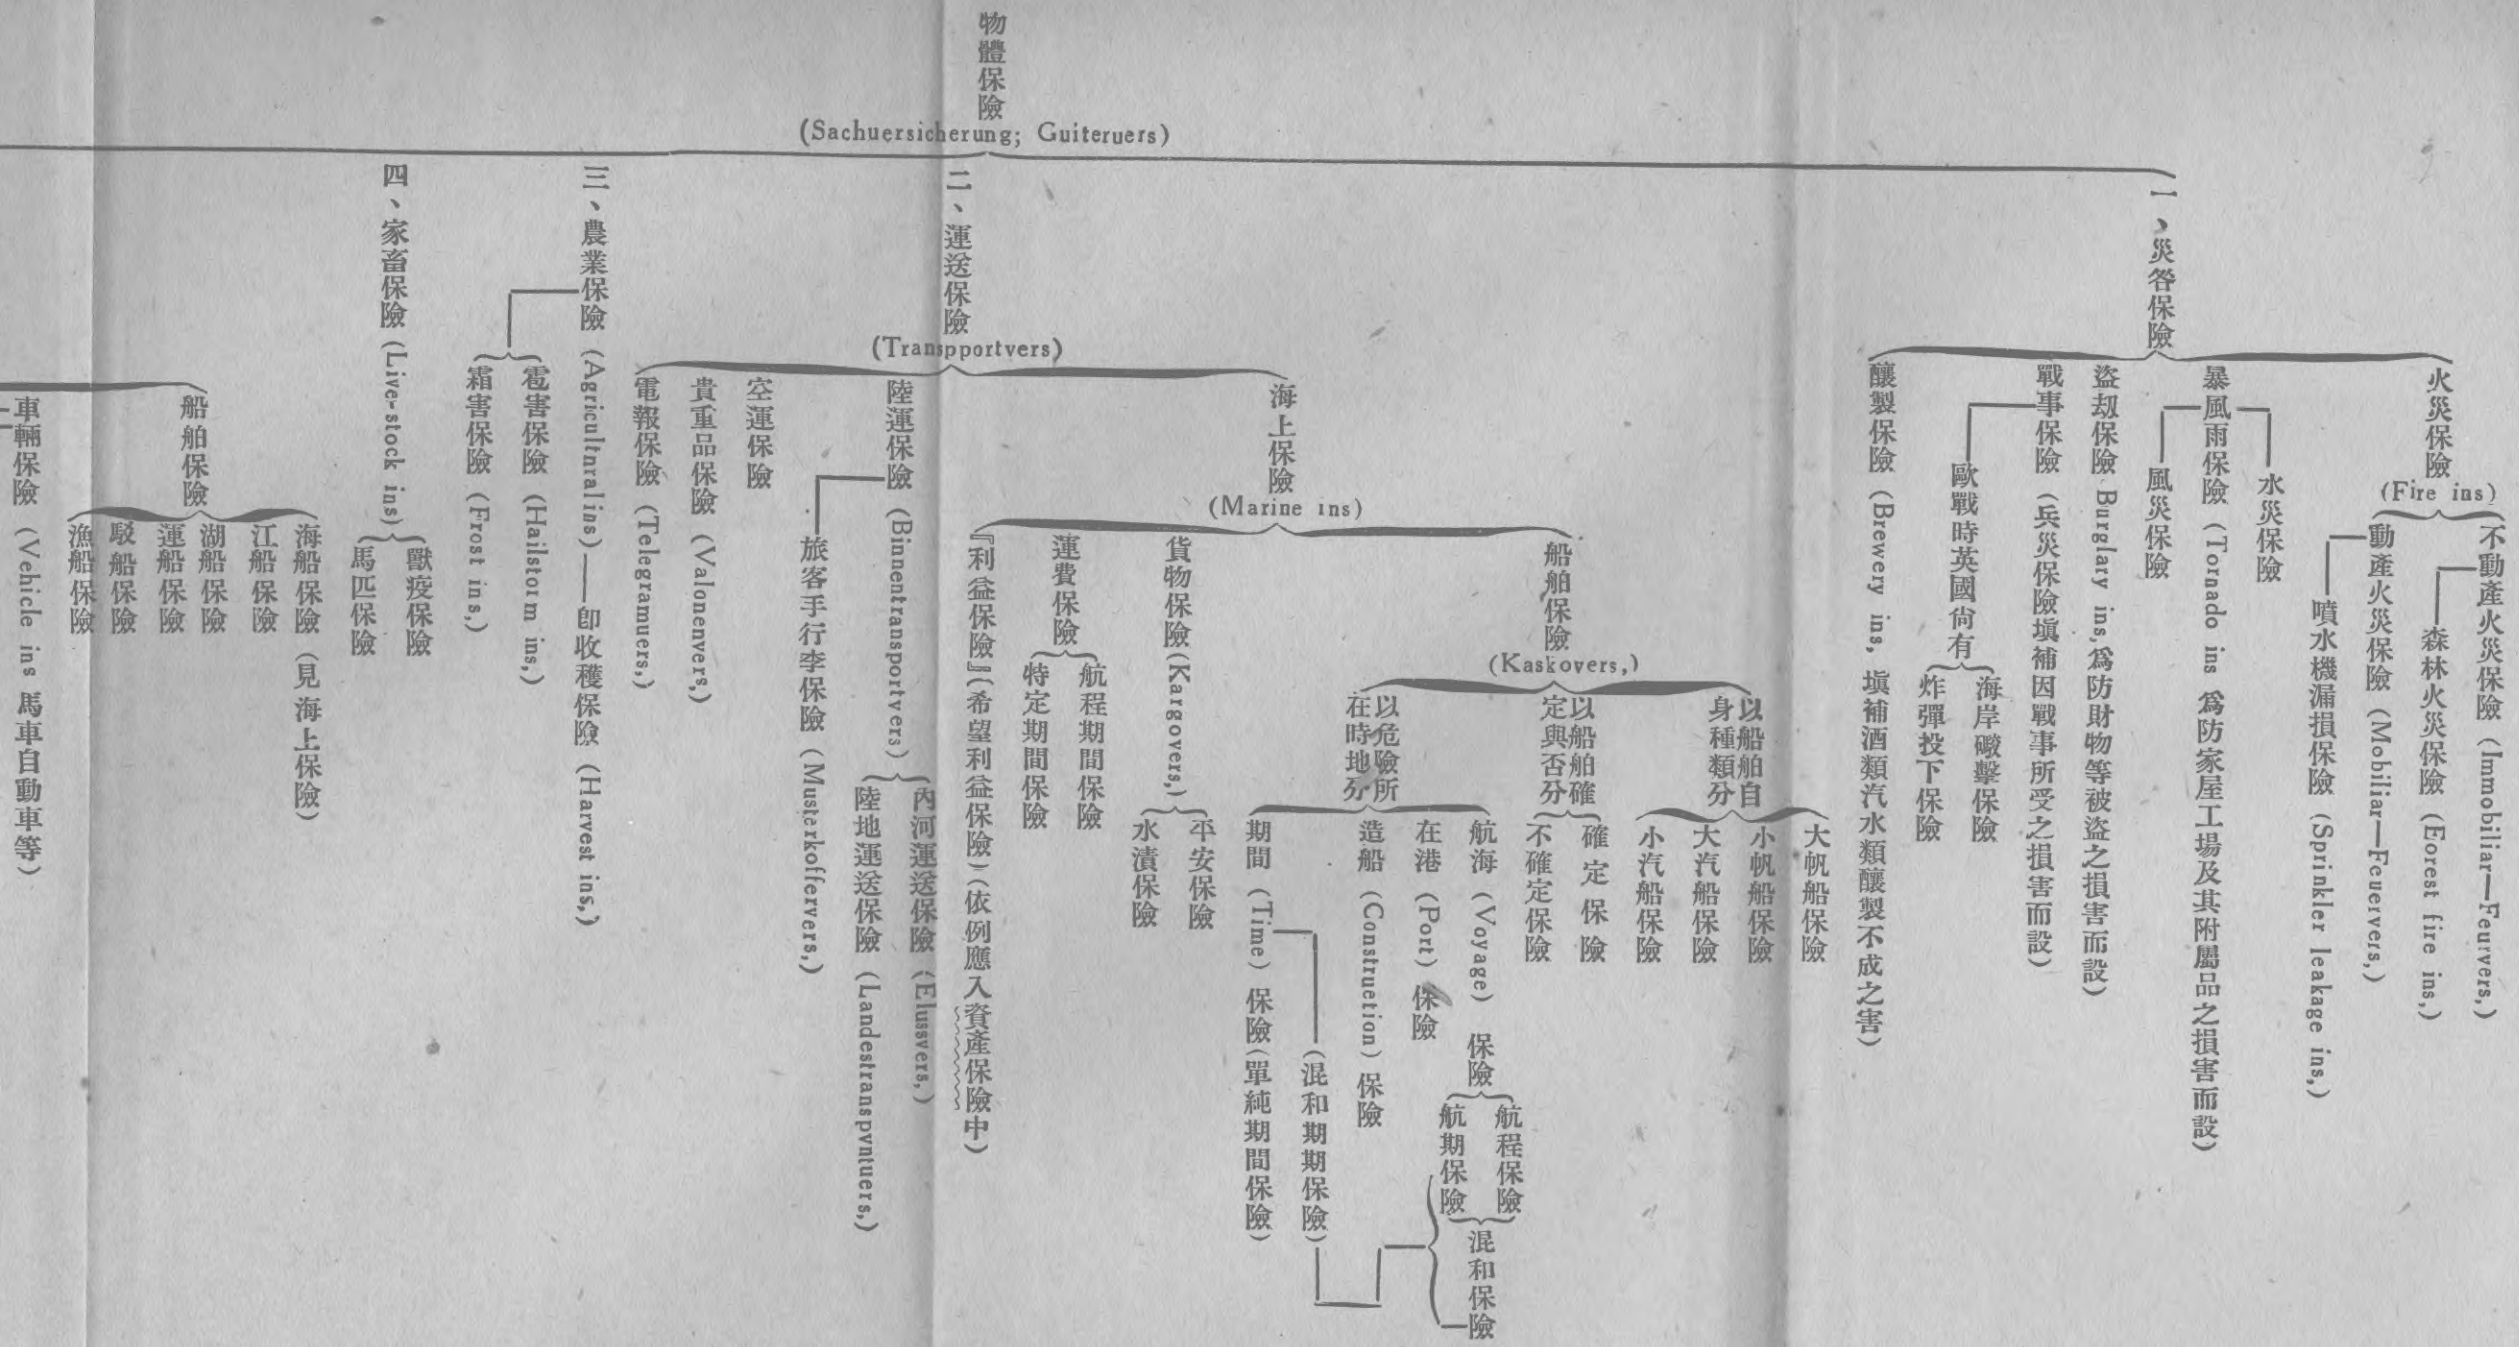 物體保險
(Sachuersicherung; Guiteruers)
一、災咎保險
火災保險
(Fire ins)
不動產火災保險 (Immobiliar—Feurvers,)
森林火災保險 (Eorest fire ins,)
動產火災保險 (Mobiliar—Feuervers,)
噴水機漏損保險 (Sprinkler leakage ins,)
水災保險
暴風雨保險 (Tornado ins 爲防家屋工場及其附屬品之損害而設)
風災保險
盜刼保險 Burglary ins,爲防財物等被盜之損害而設)
戰事保險 (兵災保險塡補因戰事所受之損害而設)
歐戰時英國尙有
海岸礮擊保險
炸彈投下保險
釀製保險 (Brewery ins, 塡補酒類汽水類釀製不成之害)
二、運送保險
(Transpportvers)
海上保險
(Marine ins)
船舶保險
(Kaskovers,)
以船舶自
身種類分
大帆船保險
小帆船保險
大汽船保險
小汽船保險
以船舶確
定與否分
確定保險
不確定保險
以危險所
在時地分
航海 (Voyage) 保險
航程保險
航期保險
混和保險
在港 (Port) 保險
造船 (Construetion) 保險
(混和期期保險)
期間 (Time) 保險 (單純期間保險)
貨物保險 (Kargovers,)
平安保險
水漬保險
運費保險
航程期間保險
特定期間保險
『利益保險』(希望利益保險) (依例應入資產保險中)
陸運保險 (Binnentransportvers)
內河運送保險 (Elussvers,)
陸地運送保險 (Landestranspvntuers,)
旅客手行李保險 (Musterkoffervers,)
空運保險
貴重品保險 (Valonenvers,)
電報保險 (Telegramuers,)
三、農業保險 (Agricultnralins)——卽收穫保險 (Harvest ins,)
雹害保險 (Hailstorm ins,)
霜害保險 (Frost ins,)
四、家畜保險 (Live-stock ins)
獸疫保險
馬匹保險
船舶保險
海船保險 (見海上保險)
江船保險
湖船保險
運船保險
駁船保險
漁船保險
車輛保險 (Vehicle ins 馬車自動車等)